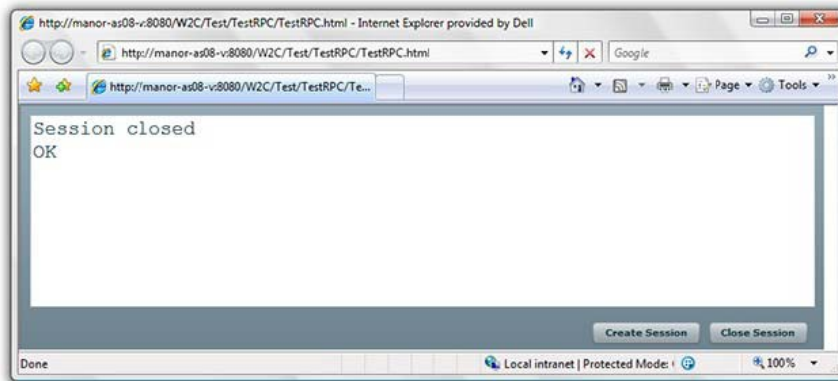 http://manor-as08-v:8080/W2C/Test/TestRPC/TestRPC.html - Internet Explorer provided by Dell
http://manor-as08-v:8080/W2C/Test/TestRPC/TestRPC.html
Google
http://manor-as08-v:8080/W2C/Test/TestRPC/Te...
Page Tools »
Session closed
OK
Create Session Close Session
Done Local intranet | Protected Mode: 100%